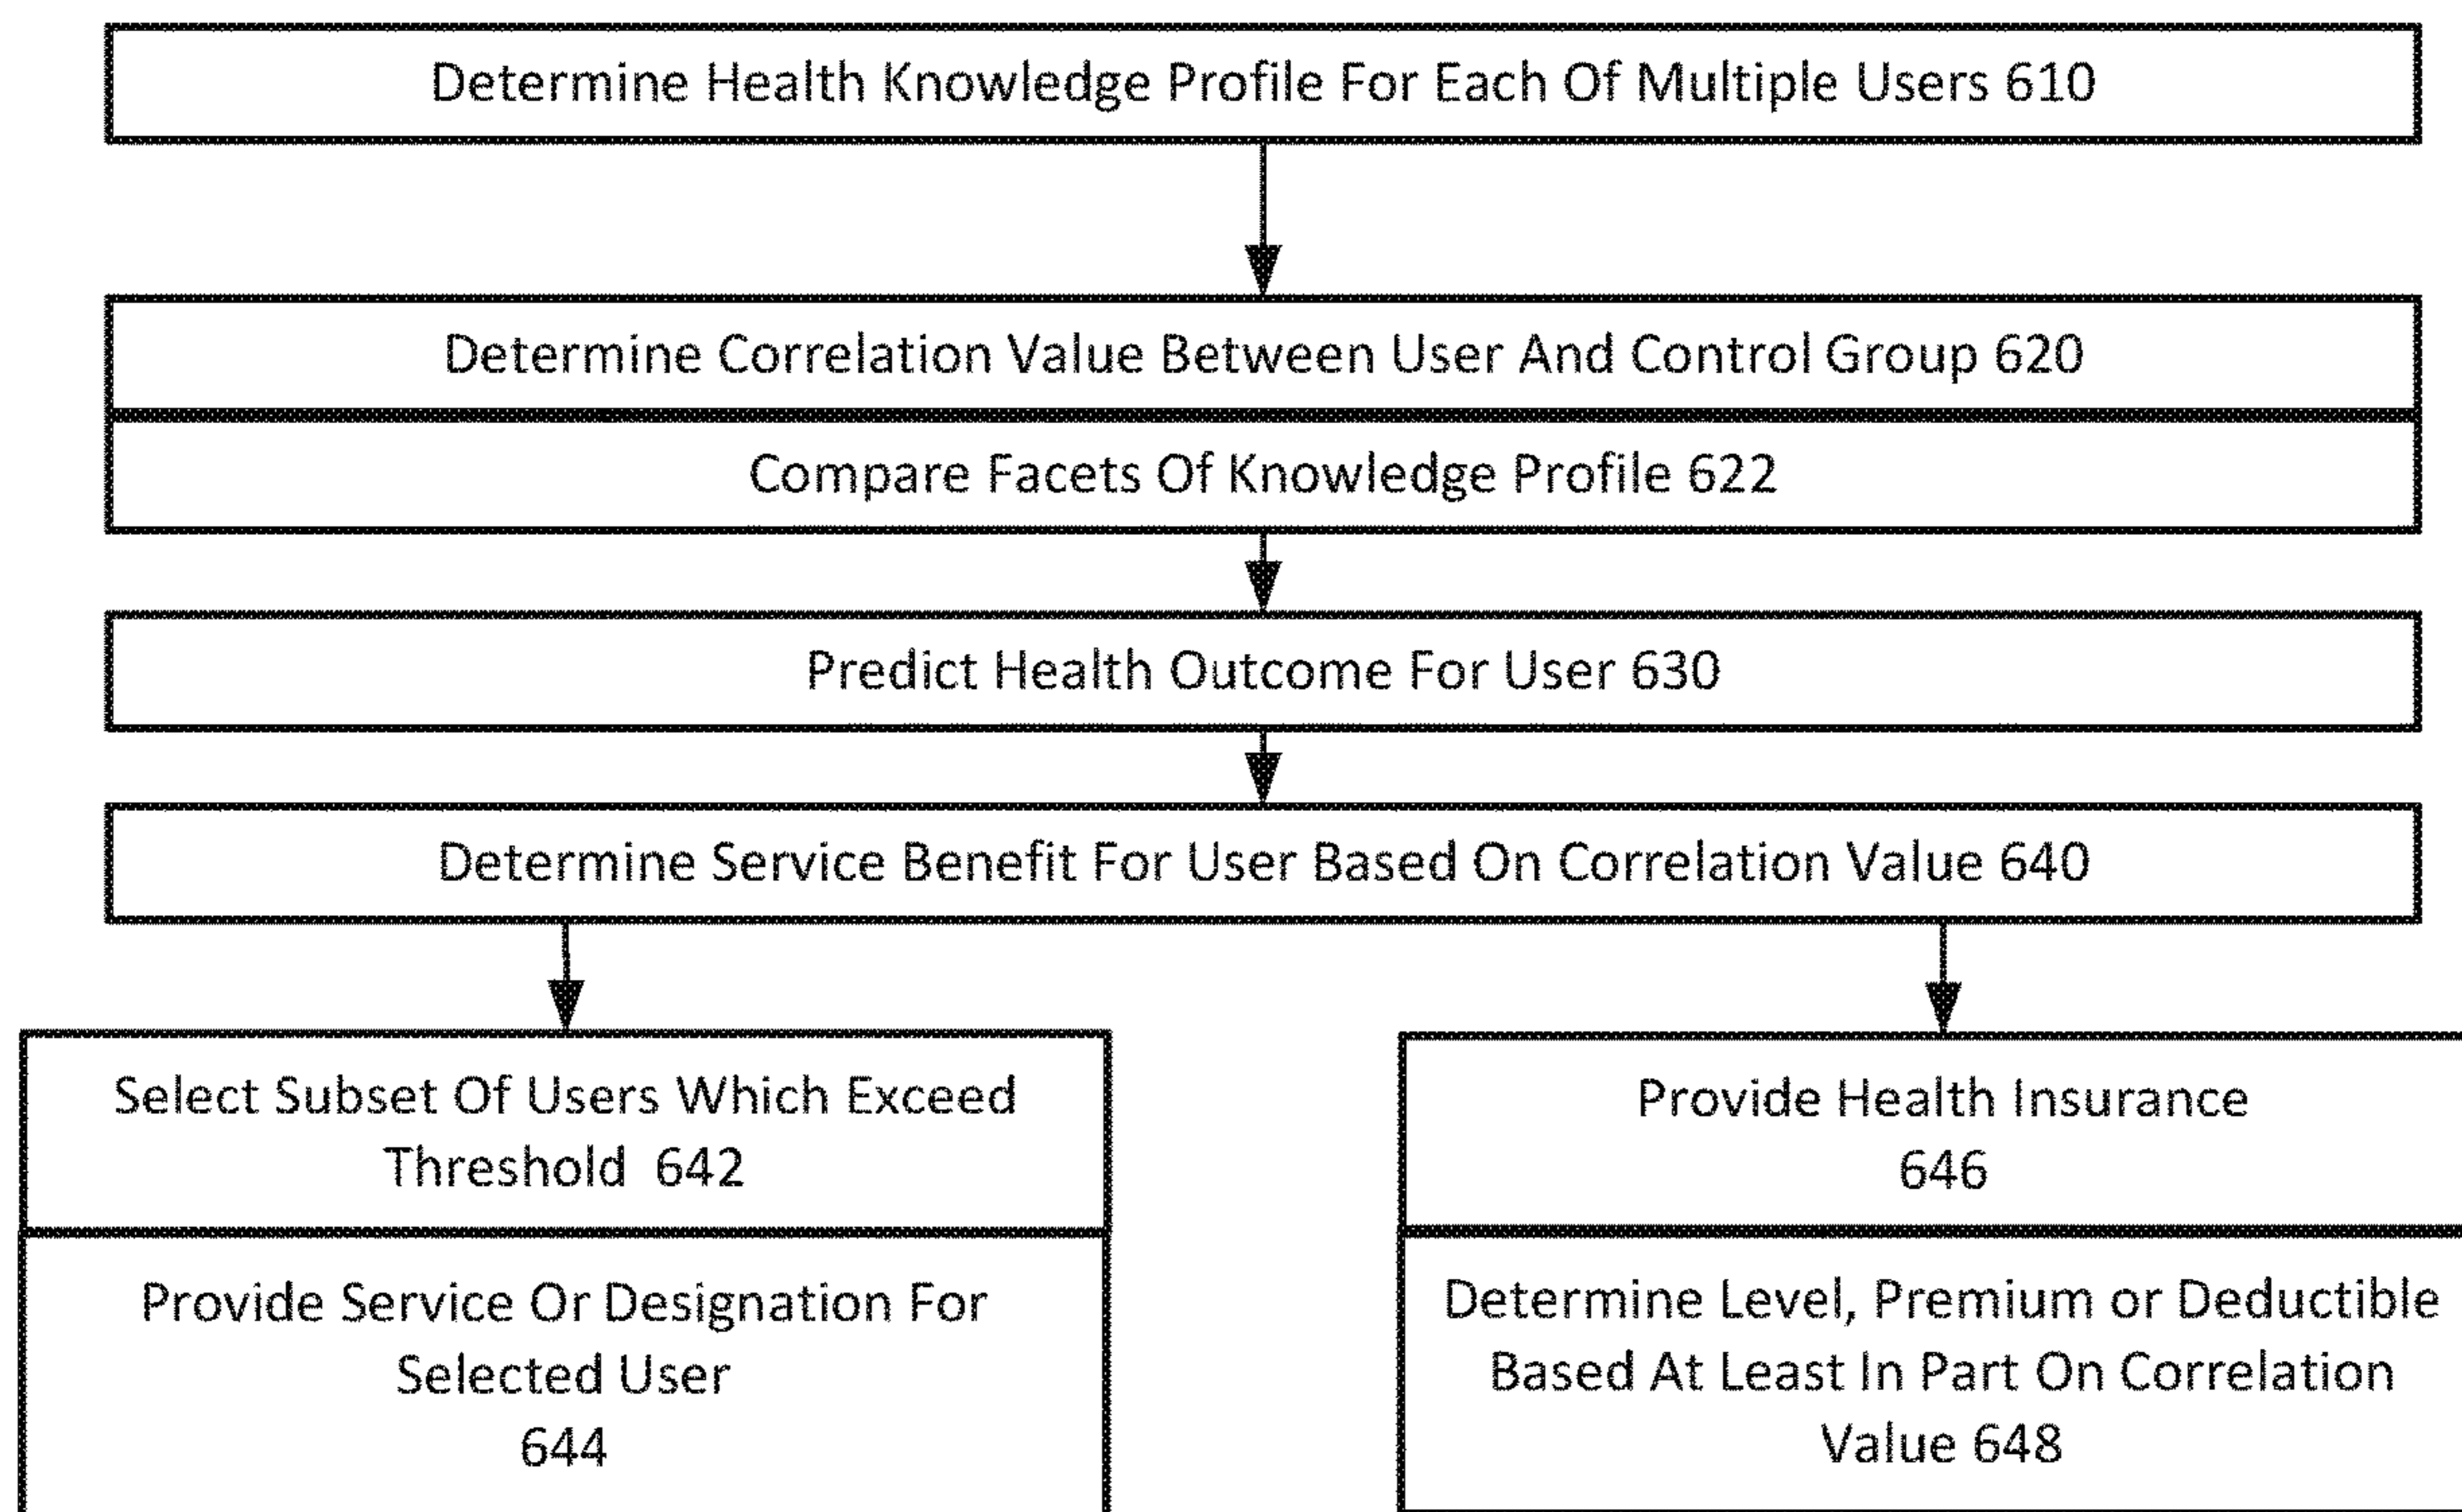 Determine Health Knowledge Profile For Each Of Multiple Users 610
Determine Correlation Value Between User And Control Group 620
Compare Facets Of Knowledge Profile 622
Predict Health Outcome For User 630
Determine Service Benefit For User Based On Correlation Value 640
Select Subset Of Users Which Exceed
Threshold 642
Provide Service Or Designation For
Selected User
644
Provide Health Insurance
646
Determine Level, Premium or Deductible
Based At Least In Part On Correlation
Value 648